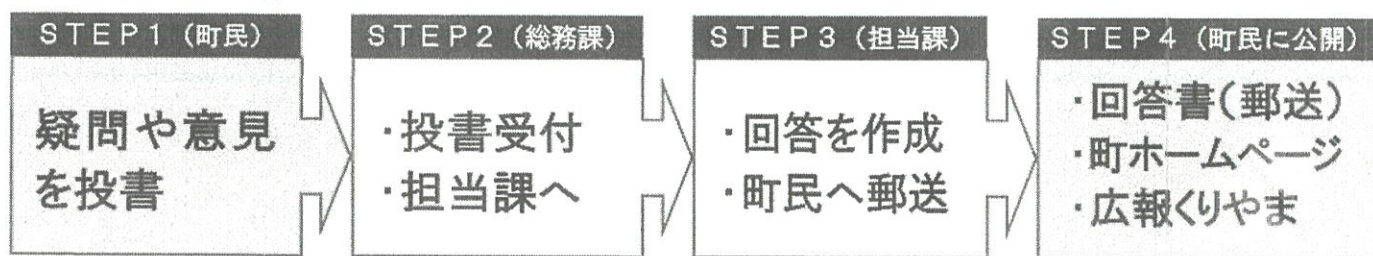 STEP1（町民）
疑問や意見
を投書
STEP2（総務課）
・投書受付
・担当課へ
STEP3（担当課）
・回答を作成
・町民へ郵送
STEP4（町民に公開）
・回答書（郵送）
・町ホームページ
・広報くりやま